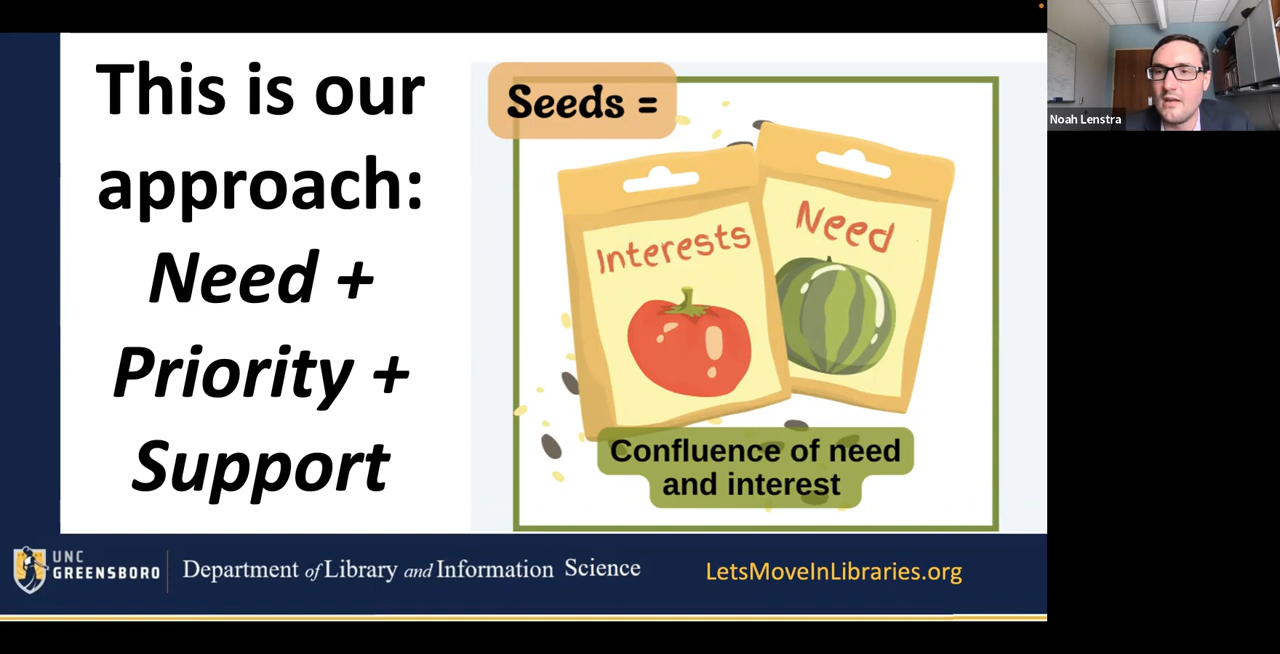 This is our
approach:
Need +
Priority +
Support
Seeds =
Interests
Need
Confluence of need
and interest
UNC
GREENSBORO
Department of Library and Information Science
LetsMoveInLibraries.org
Noah Lenstra